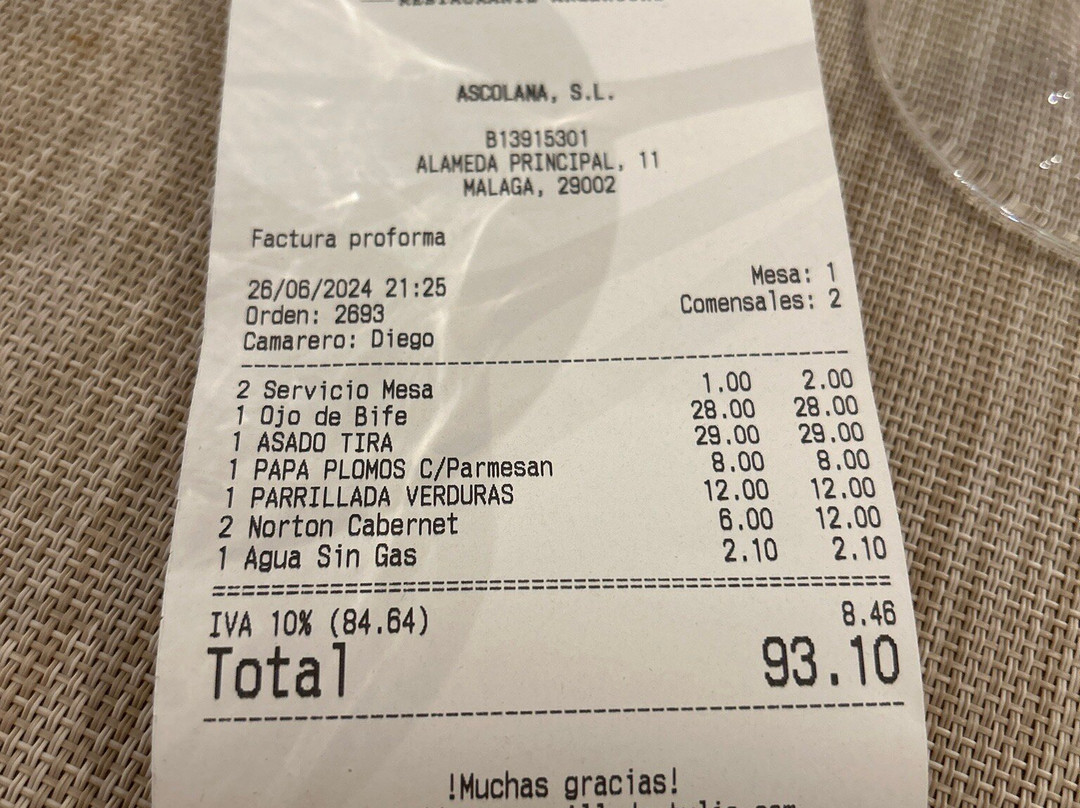 ASCOLANA, S.L.
B13915301
ALAMEDA PRINCIPAL, 11
MALAGA, 29002
Factura proforma
26/06/2024 21:25 Mesa: 1
Orden: 2693 Comensales: 2
Camarero: Diego
2 Servicio Mesa 1.00 2.00
1 Ojo de Bife 28.00 28.00
1 ASADO TIRA 29.00 29.00
1 PAPA PLOMOS C/Parmesan 8.00 8.00
1 PARRILLADA VERDURAS 12.00 12.00
2 Norton Cabernet 6.00 12.00
1 Agua Sin Gas 2.10 2.10
IVA 10% (84.64) 8.46
Total 93.10
!Muchas gracias!